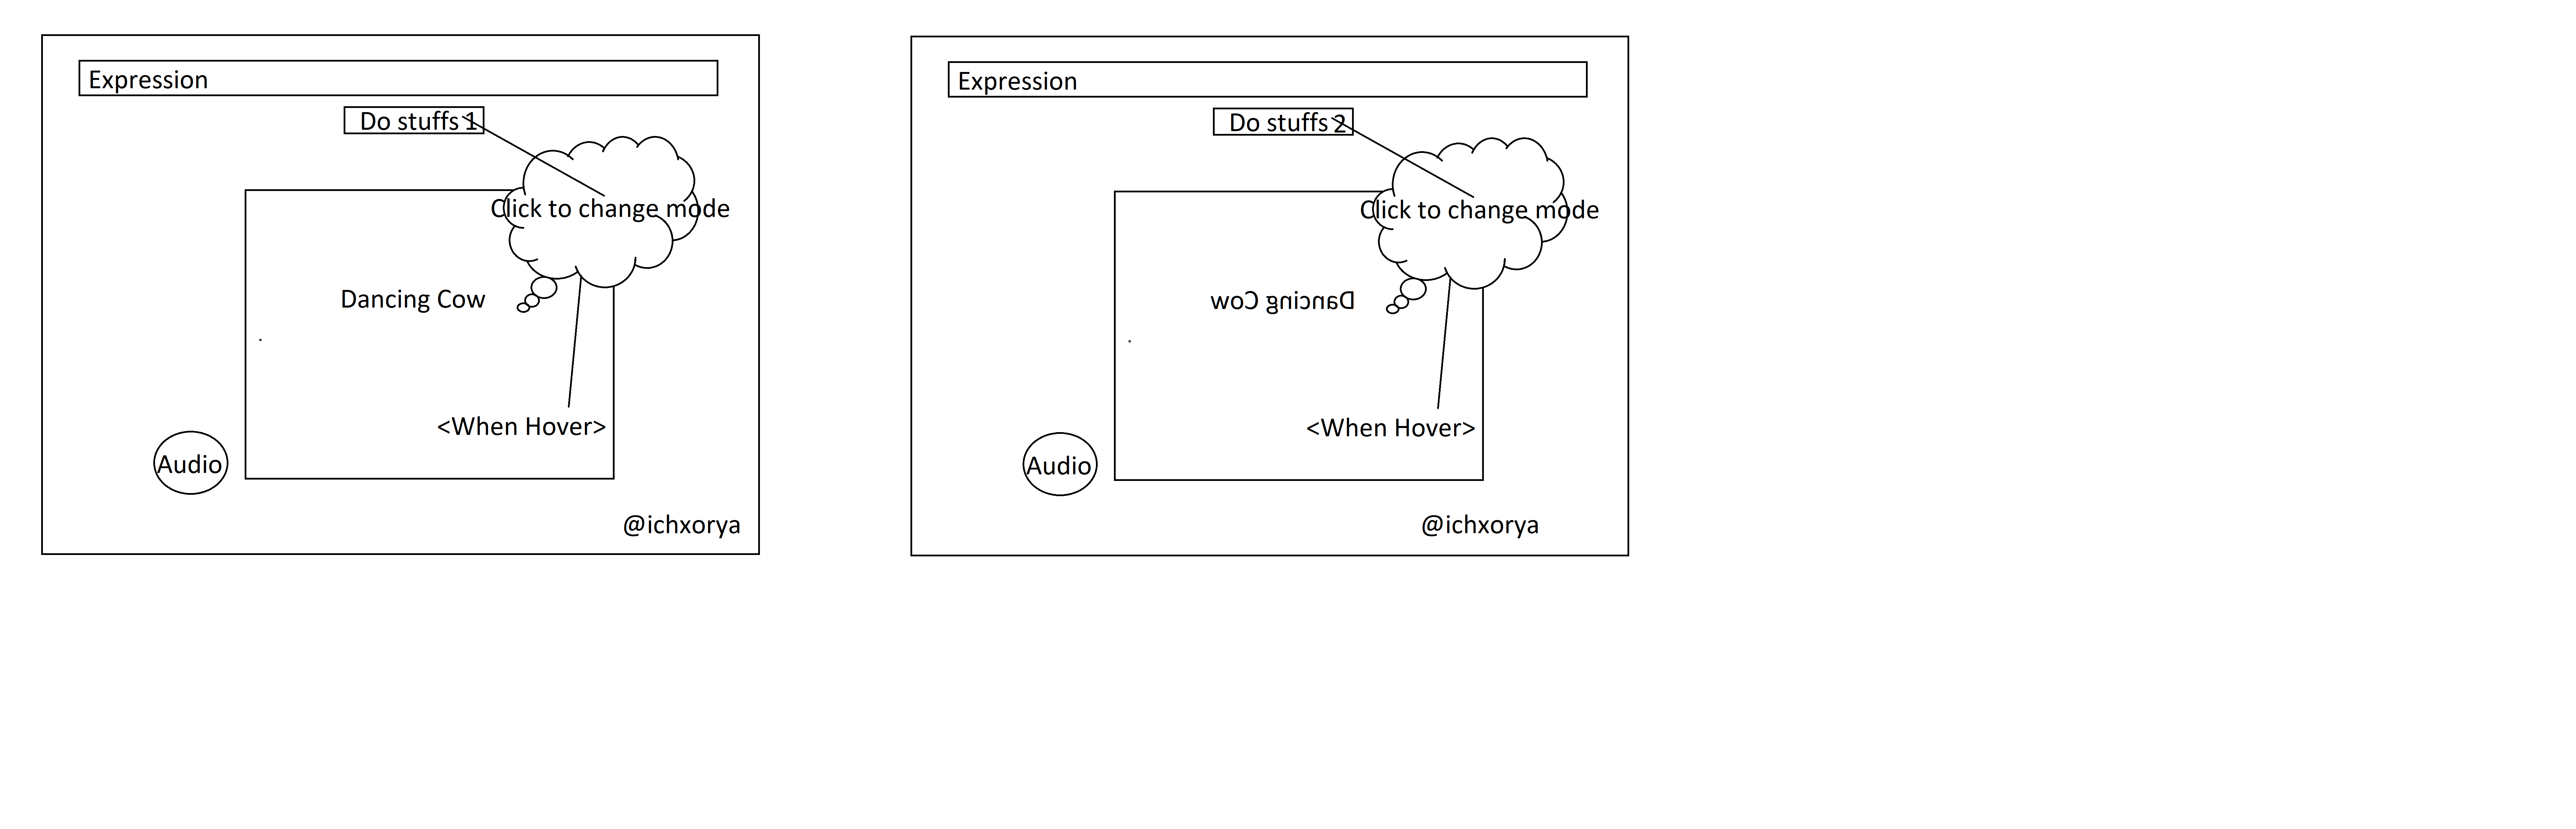 Expression
Do stuffs 1
Click to change mode
Dancing Cow
<When Hover>
Audio
@ichxorya
Expression
Do stuffs 2
Click to change mode
Dancing Cow
<When Hover>
Audio
@ichxorya